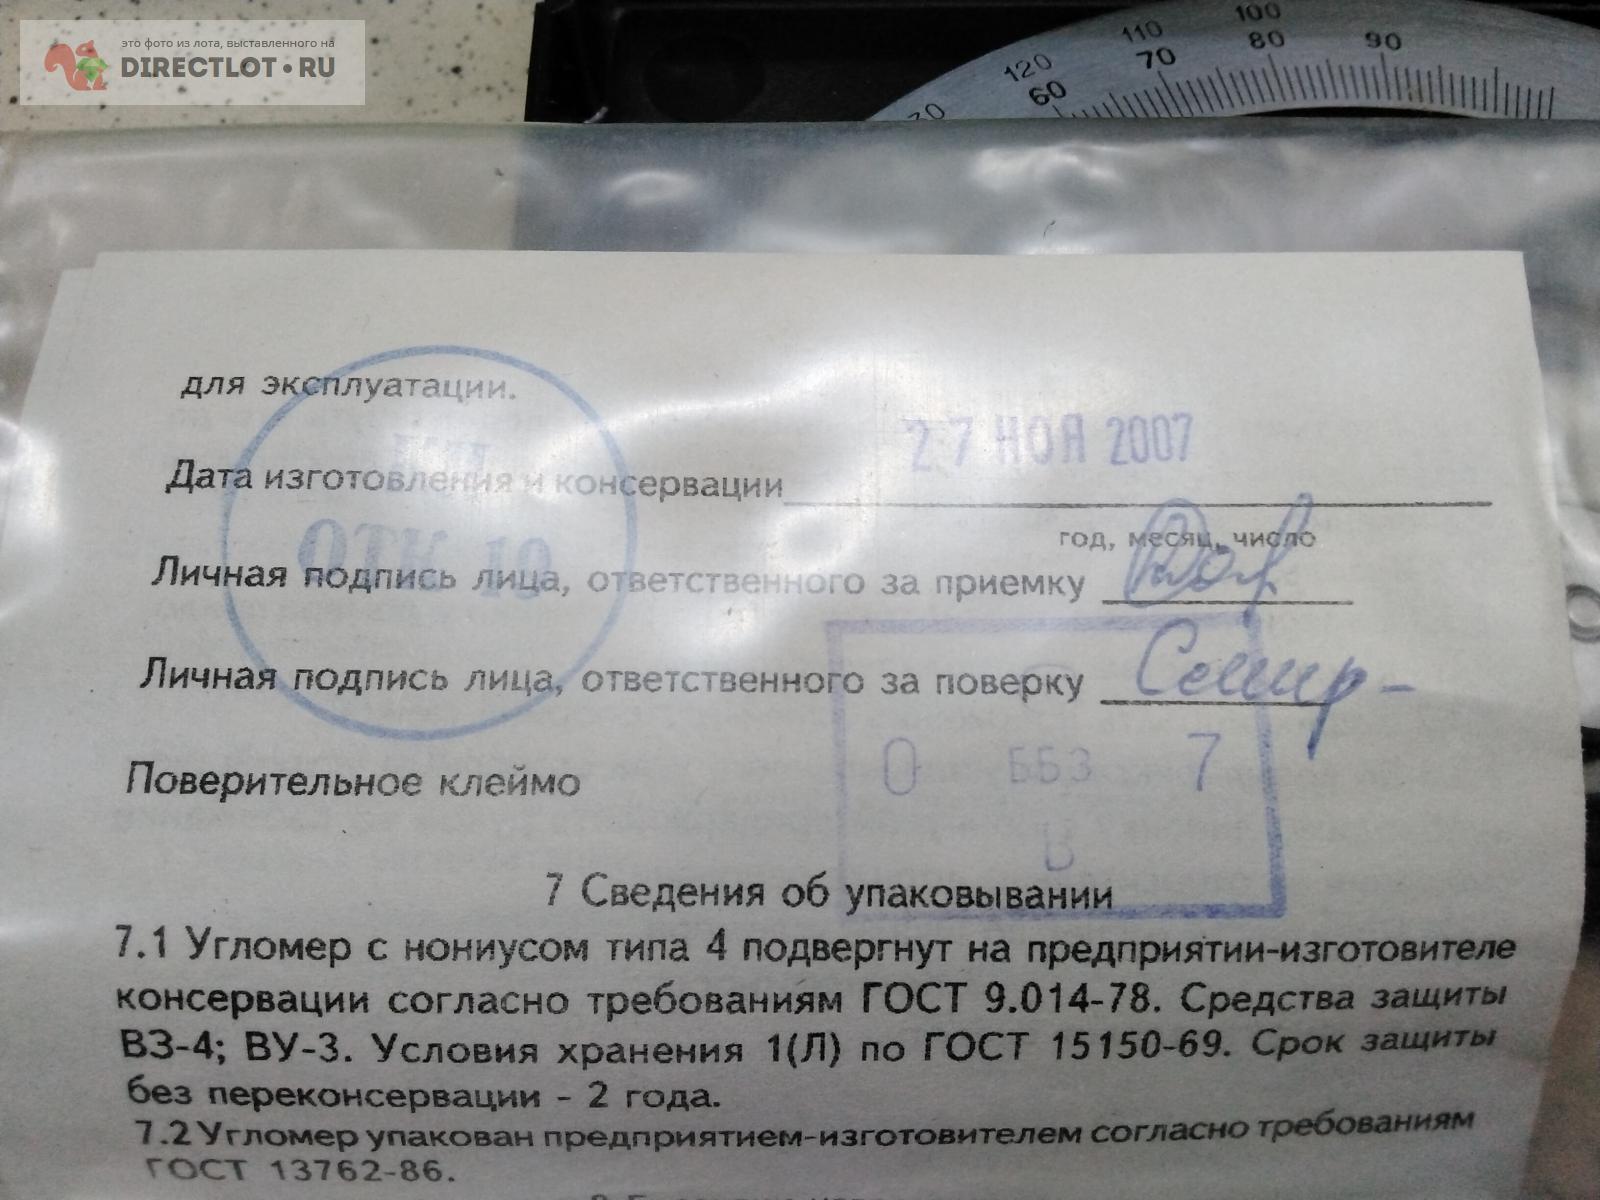 это фото из лота, выставленного на
DIRECTLOT•RU
100
110
120
80
90
70
60
для эксплуатации.
27 НОЯ 2007
Дата изготовления и консервации
год, месяц, число
ОТК 19
Личная подпись лица, ответственного за приемку
Личная подпись лица, ответственного за поверку
0 ББЗ 7
В
Поверительное клеймо
7 Сведения об упаковывании
7.1 Угломер с нониусом типа 4 подвергнут на предприятии-изготовителе
консервации согласно требованиям ГОСТ 9.014-78. Средства защиты
ВЗ-4; ВУ-3. Условия хранения 1(Л) по ГОСТ 15150-69. Срок защиты
без переконсервации - 2 года.
7.2 Угломер упакован предприятием-изготовителем согласно требованиям
ГОСТ 13762-86.